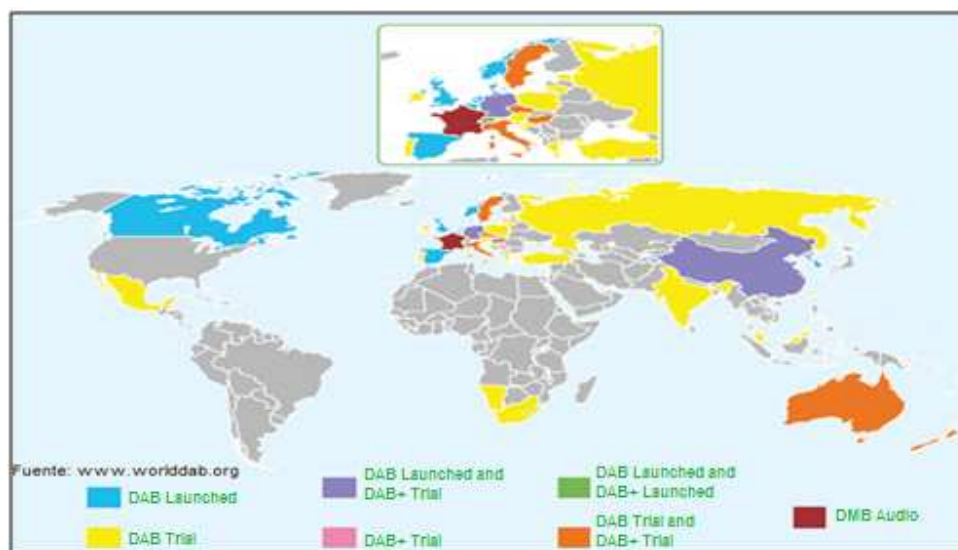 Fuente: www.worlddab.org
DAB Launched
DAB Launched and
DAB+ Trial
DAB Launched and
DAB+ Launched
DMB Audio
DAB Trial
DAB+ Trial
DAB Trial and
DAB+ Trial